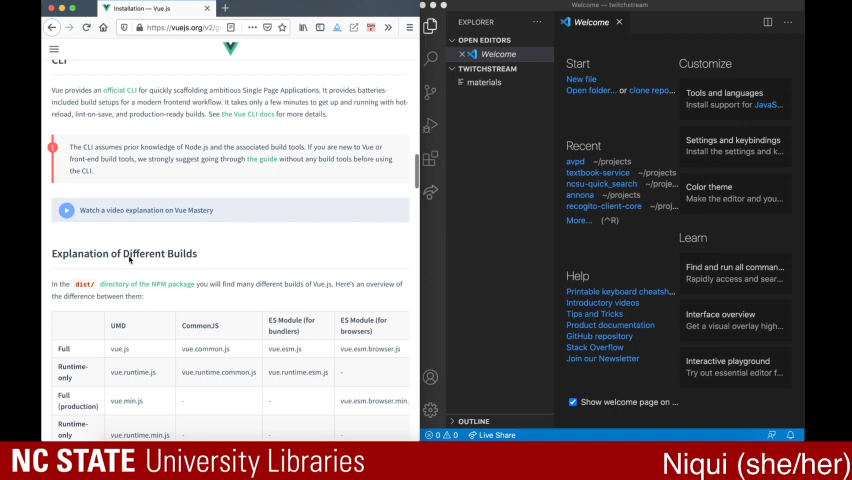 Installation — Vue.js
https://vuejs.org/v2/g
CLI
Vue provides an official CLI for quickly scaffolding ambitious Single Page Applications. It provides batteries-
included build setups for a modern frontend workflow. It takes only a few minutes to get up and running with hot-
reload, lint-on-save, and production-ready builds. See the Vue CLI docs for more details.
The CLI assumes prior knowledge of Node.js and the associated build tools. If you are new to Vue or
front-end build tools, we strongly suggest going through the guide without any build tools before using
the CLI.
Watch a video explanation on Vue Mastery
Explanation of Different Builds
In the dist/ directory of the NPM package you will find many different builds of Vue.js. Here's an overview of
the difference between them:
UMD CommonJS ES Module (for bundlers) ES Module (for browsers)
Full vue.js vue.common.js vue.esm.js vue.esm.browser.js
Runtime-only vue.runtime.js vue.runtime.common.js vue.runtime.esm.js -
Full (production) vue.min.js - - vue.esm.browser.min.
Runtime-only vue.runtime.min.js - - -
Welcome — twitchstream
EXPLORER
OPEN EDITORS
Welcome
TWITCHSTREAM
materials
OUTLINE
Welcome
Start
New file
Open folder... or clone repo...
Recent
avpd ~/projects
textbook-service ~/projects
ncsu-quick_search ~/proje...
annona ~/projects
recogito-client-core ~/proj...
More... (^R)
Help
Printable keyboard cheatsh...
Introductory videos
Tips and Tricks
Product documentation
GitHub repository
Stack Overflow
Join our Newsletter
Show welcome page on ...
Customize
Tools and languages
Install support for JavaS...
Settings and keybindings
Install the settings and k...
Color theme
Make the editor and you...
Learn
Find and run all comman...
Rapidly access and sear...
Interface overview
Get a visual overlay high...
Interactive playground
Try out essential editor f...
0 0 Live Share
NC STATE University Libraries
Niqui (she/her)